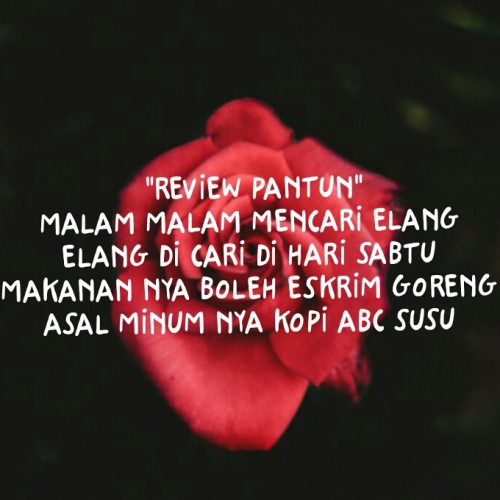 "REVIEW PANTUN"
MALAM MALAM MENCARI ELANG
ELANG DI CARI DI HARI SABTU
MAKANAN NYA BOLEH ESKRIM GORENG
ASAL MINUM NYA KOPI ABC SUSU